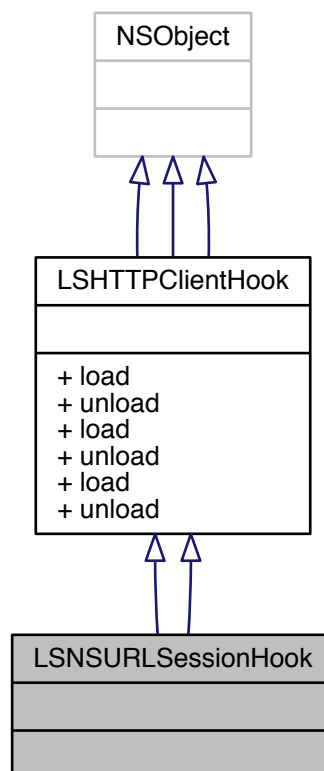 NSObject
LSHTTPClientHook
+ load
+ unload
+ load
+ unload
+ load
+ unload
LSNSURLSessionHook